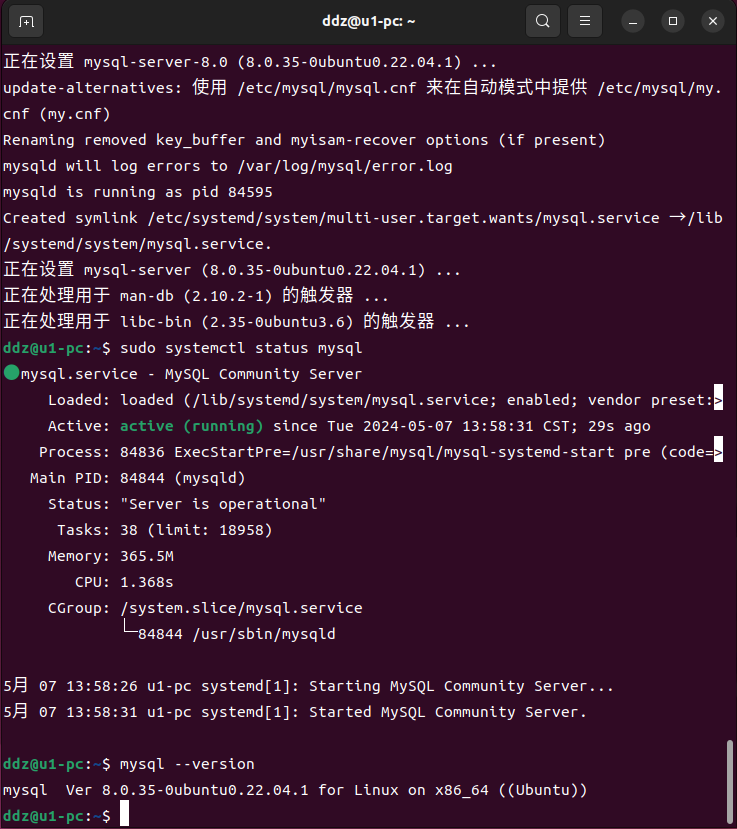 ddz@u1-pc: ~
正在设置 mysql-server-8.0 (8.0.35-0ubuntu0.22.04.1) ...
update-alternatives: 使用 /etc/mysql/mysql.cnf 来在自动模式中提供 /etc/mysql/my.
cnf (my.cnf)
Renaming removed key_buffer and myisam-recover options (if present)
mysqld will log errors to /var/log/mysql/error.log
mysqld is running as pid 84595
Created symlink /etc/systemd/system/multi-user.target.wants/mysql.service →/lib
/systemd/system/mysql.service.
正在设置 mysql-server (8.0.35-0ubuntu0.22.04.1) ...
正在处理用于 man-db (2.10.2-1) 的触发器 ...
正在处理用于 libc-bin (2.35-0ubuntu3.6) 的触发器 ...
ddz@u1-pc:~$ sudo systemctl status mysql
●mysql.service - MySQL Community Server
Loaded: loaded (/lib/systemd/system/mysql.service; enabled; vendor preset:>
Active: active (running) since Tue 2024-05-07 13:58:31 CST; 29s ago
Process: 84836 ExecStartPre=/usr/share/mysql/mysql-systemd-start pre (code=>
Main PID: 84844 (mysqld)
Status: "Server is operational"
Tasks: 38 (limit: 18958)
Memory: 365.5M
CPU: 1.368s
CGroup: /system.slice/mysql.service
└─84844 /usr/sbin/mysqld
5月 07 13:58:26 u1-pc systemd[1]: Starting MySQL Community Server...
5月 07 13:58:31 u1-pc systemd[1]: Started MySQL Community Server.
ddz@u1-pc:~$ mysql --version
mysql  Ver 8.0.35-0ubuntu0.22.04.1 for Linux on x86_64 ((Ubuntu))
ddz@u1-pc:~$